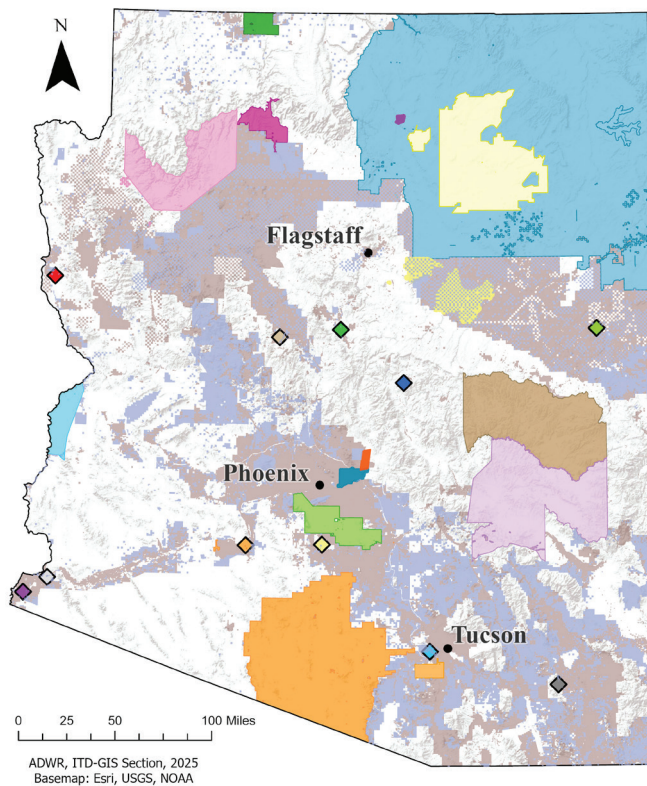 N
Flagstaff
Phoenix
Tucson
0 25 50 100 Miles
ADWR, ITD-GIS Section, 2025
Basemap: Esri, USGS, NOAA